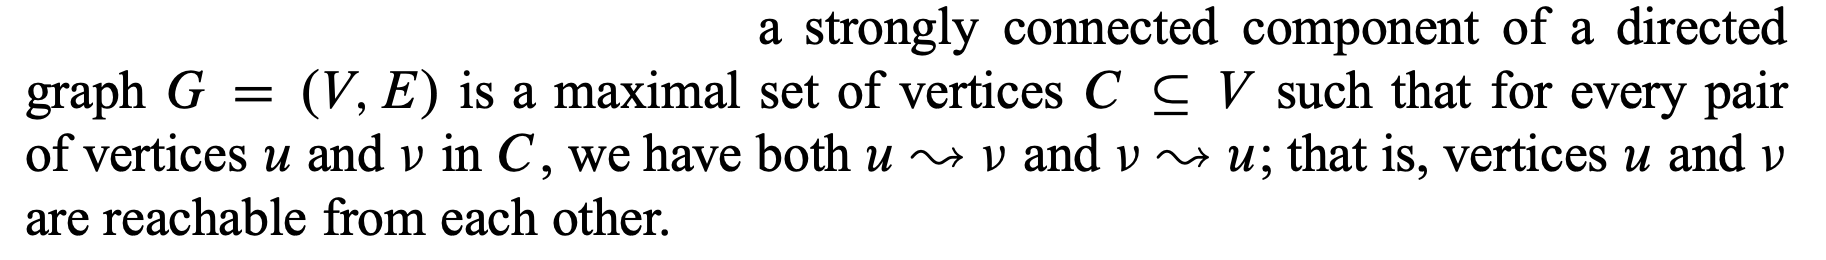 a strongly connected component of a directed
graph G = (V, E) is a maximal set of vertices C ⊆ V such that for every pair
of vertices u and v in C, we have both u ⇝ v and v ⇝ u; that is, vertices u and v
are reachable from each other.